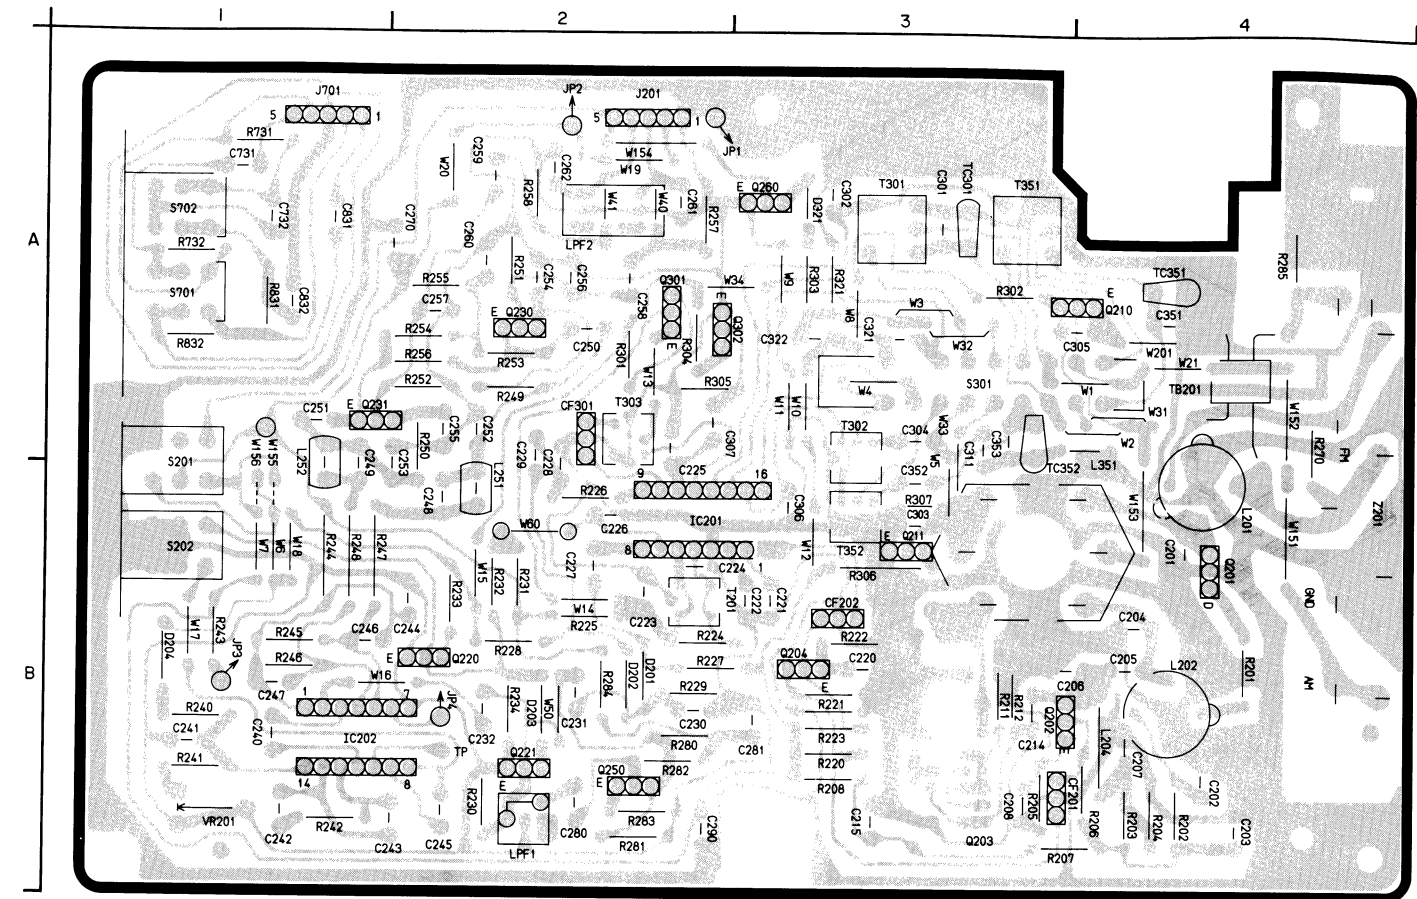 2 3 4
J701 JP2 J201
5 1 5 1
R731 JP1
C731 W20 C259 C262 W154 W19
E Q260 C302 T301 C301 TC301 T351
S702 C732 C831 C270 R258 W41 W40 C261 R257 D321
A
R732 C260 LPF2
R251 C254 C256 Q301 W34 W9 R303 R321 TC351 R285
R255
S701 R831 C832 C257 E Q230 C258 E Q302 W3 R302 E Q210
R254 C250 C322 C321 W32 C305 C351
R832 R256 R253 R301 E R304 W201 W21
R252 R249 W13 R305 W11 W10 W4 S301 W1 TB201
C251 E Q231 CF301 T303 W31 W152
W156 W155 R250 C255 C252 T302 C304 W33 W2 R270 FM
L252 C249 C253 C229 C228 C307 W5 C311 C353
S201 L251 9 C225 16 C352 TC352 L351
C248 R226 R307 W153
W60 C226 IC201 C306 C303 L201 W151 Z201
S202 W7 W6 W18 R244 R248 R247 8 C224 1 W12 T352 E Q211 C201 Q201
C227 R306
W15 R232 R231 R233
W14 T201 C222 C221 D GND
R225 C223 CF202 C204
W17 R243 R245 C246 C244 R224 R222
D204 JP3 R246 E Q220 R228 R227 Q204 C220 C205 L202 R201
B
C247 W16 JP4 R284 D202 D201 R229 E AM
1 7 R234 D203 W50 C231 R221 R211 R212 C206
R240 C230 Q202
C241 C240 IC202 TP C232 R280 C281 R223 C214 E L204
R241 Q221 Q250 R282 R220 C207
14 8 E E R208 CF201 C202
VR201 R230 C208 R205
R242 R283 C215 R206 R203 R204 R202
C242 C243 C245 C280 C290 Q203 C203
LPF1 R281 R207